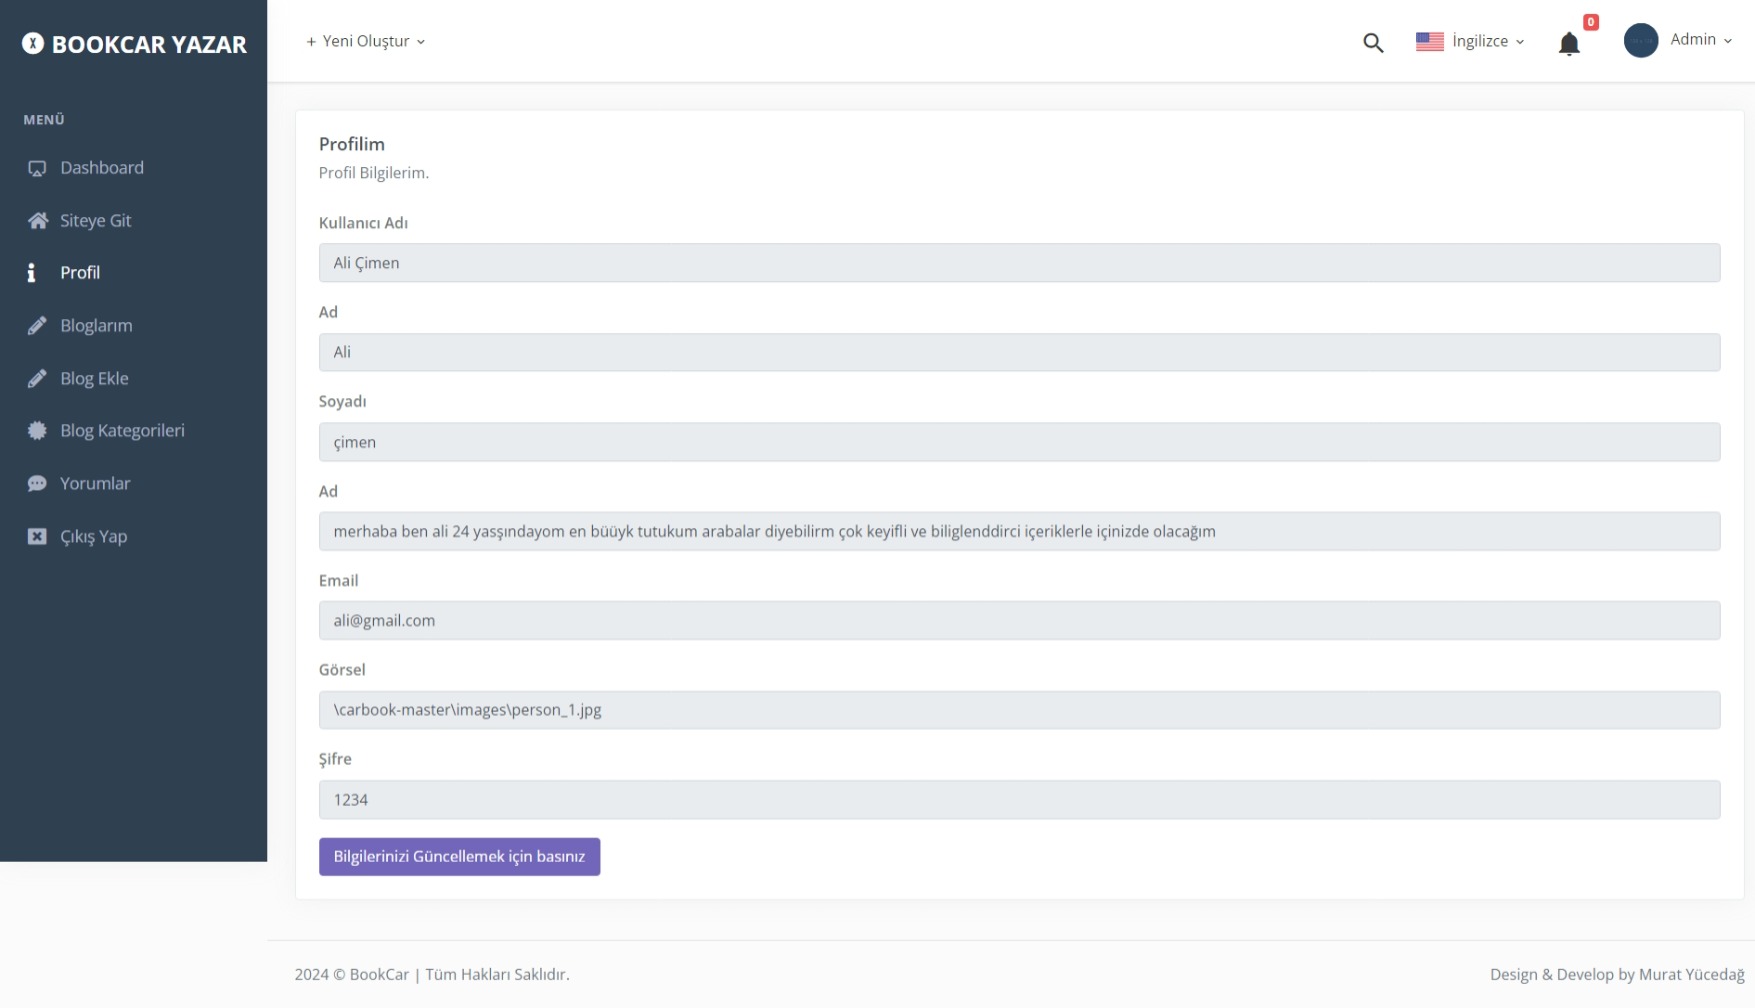 BOOKCAR YAZAR
+ Yeni Oluştur
İngilizce
0
Admin
MENÜ
Dashboard
Siteye Git
Profil
Bloglarım
Blog Ekle
Blog Kategorileri
Yorumlar
Çıkış Yap
Profilim
Profil Bilgilerim.
Kullanıcı Adı
Ali Çimen
Ad
Ali
Soyadı
çimen
Ad
merhaba ben ali 24 yasşındayom en büüyk tutukum arabalar diyebilirm çok keyifli ve biliglenddirci içeriklerle içinizde olacağım
Email
ali@gmail.com
Görsel
\carbook-master\images\person_1.jpg
Şifre
1234
Bilgilerinizi Güncellemek için basınız
2024 © BookCar | Tüm Hakları Saklıdır.
Design & Develop by Murat Yücedağ